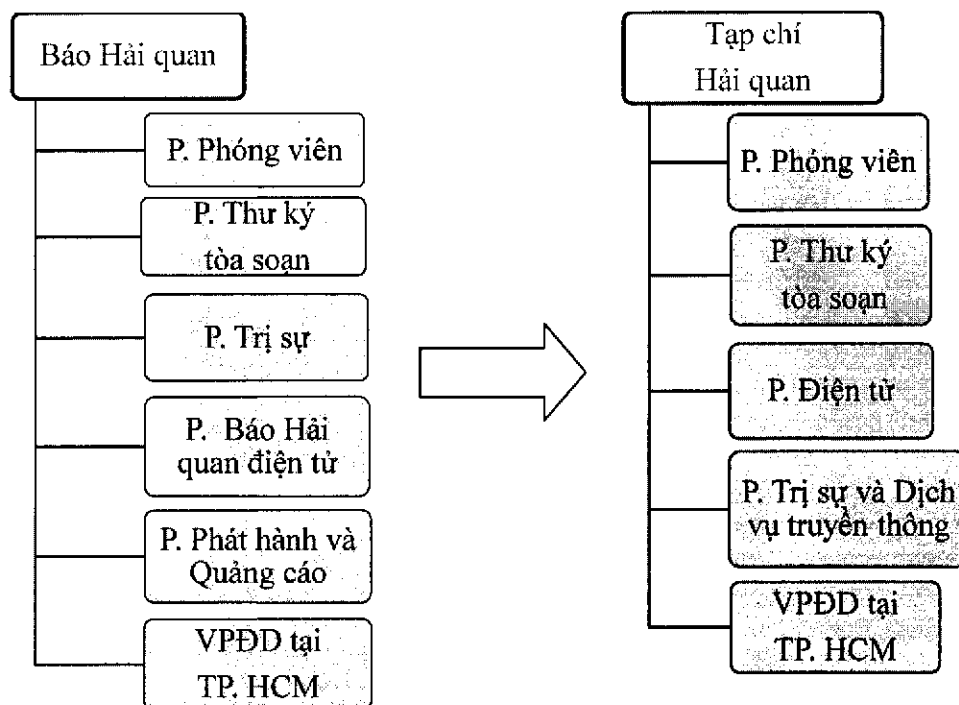 Báo Hải quan
P. Phóng viên
P. Thư ký
tòa soạn
P. Trị sự
P. Báo Hải
quan điện tử
P. Phát hành và
Quảng cáo
VPĐD tại
TP. HCM
Tạp chí
Hải quan
P. Phóng viên
P. Thư ký
tòa soạn
P. Điện tử
P. Trị sự và Dịch
vụ truyền thông
VPĐD tại
TP. HCM